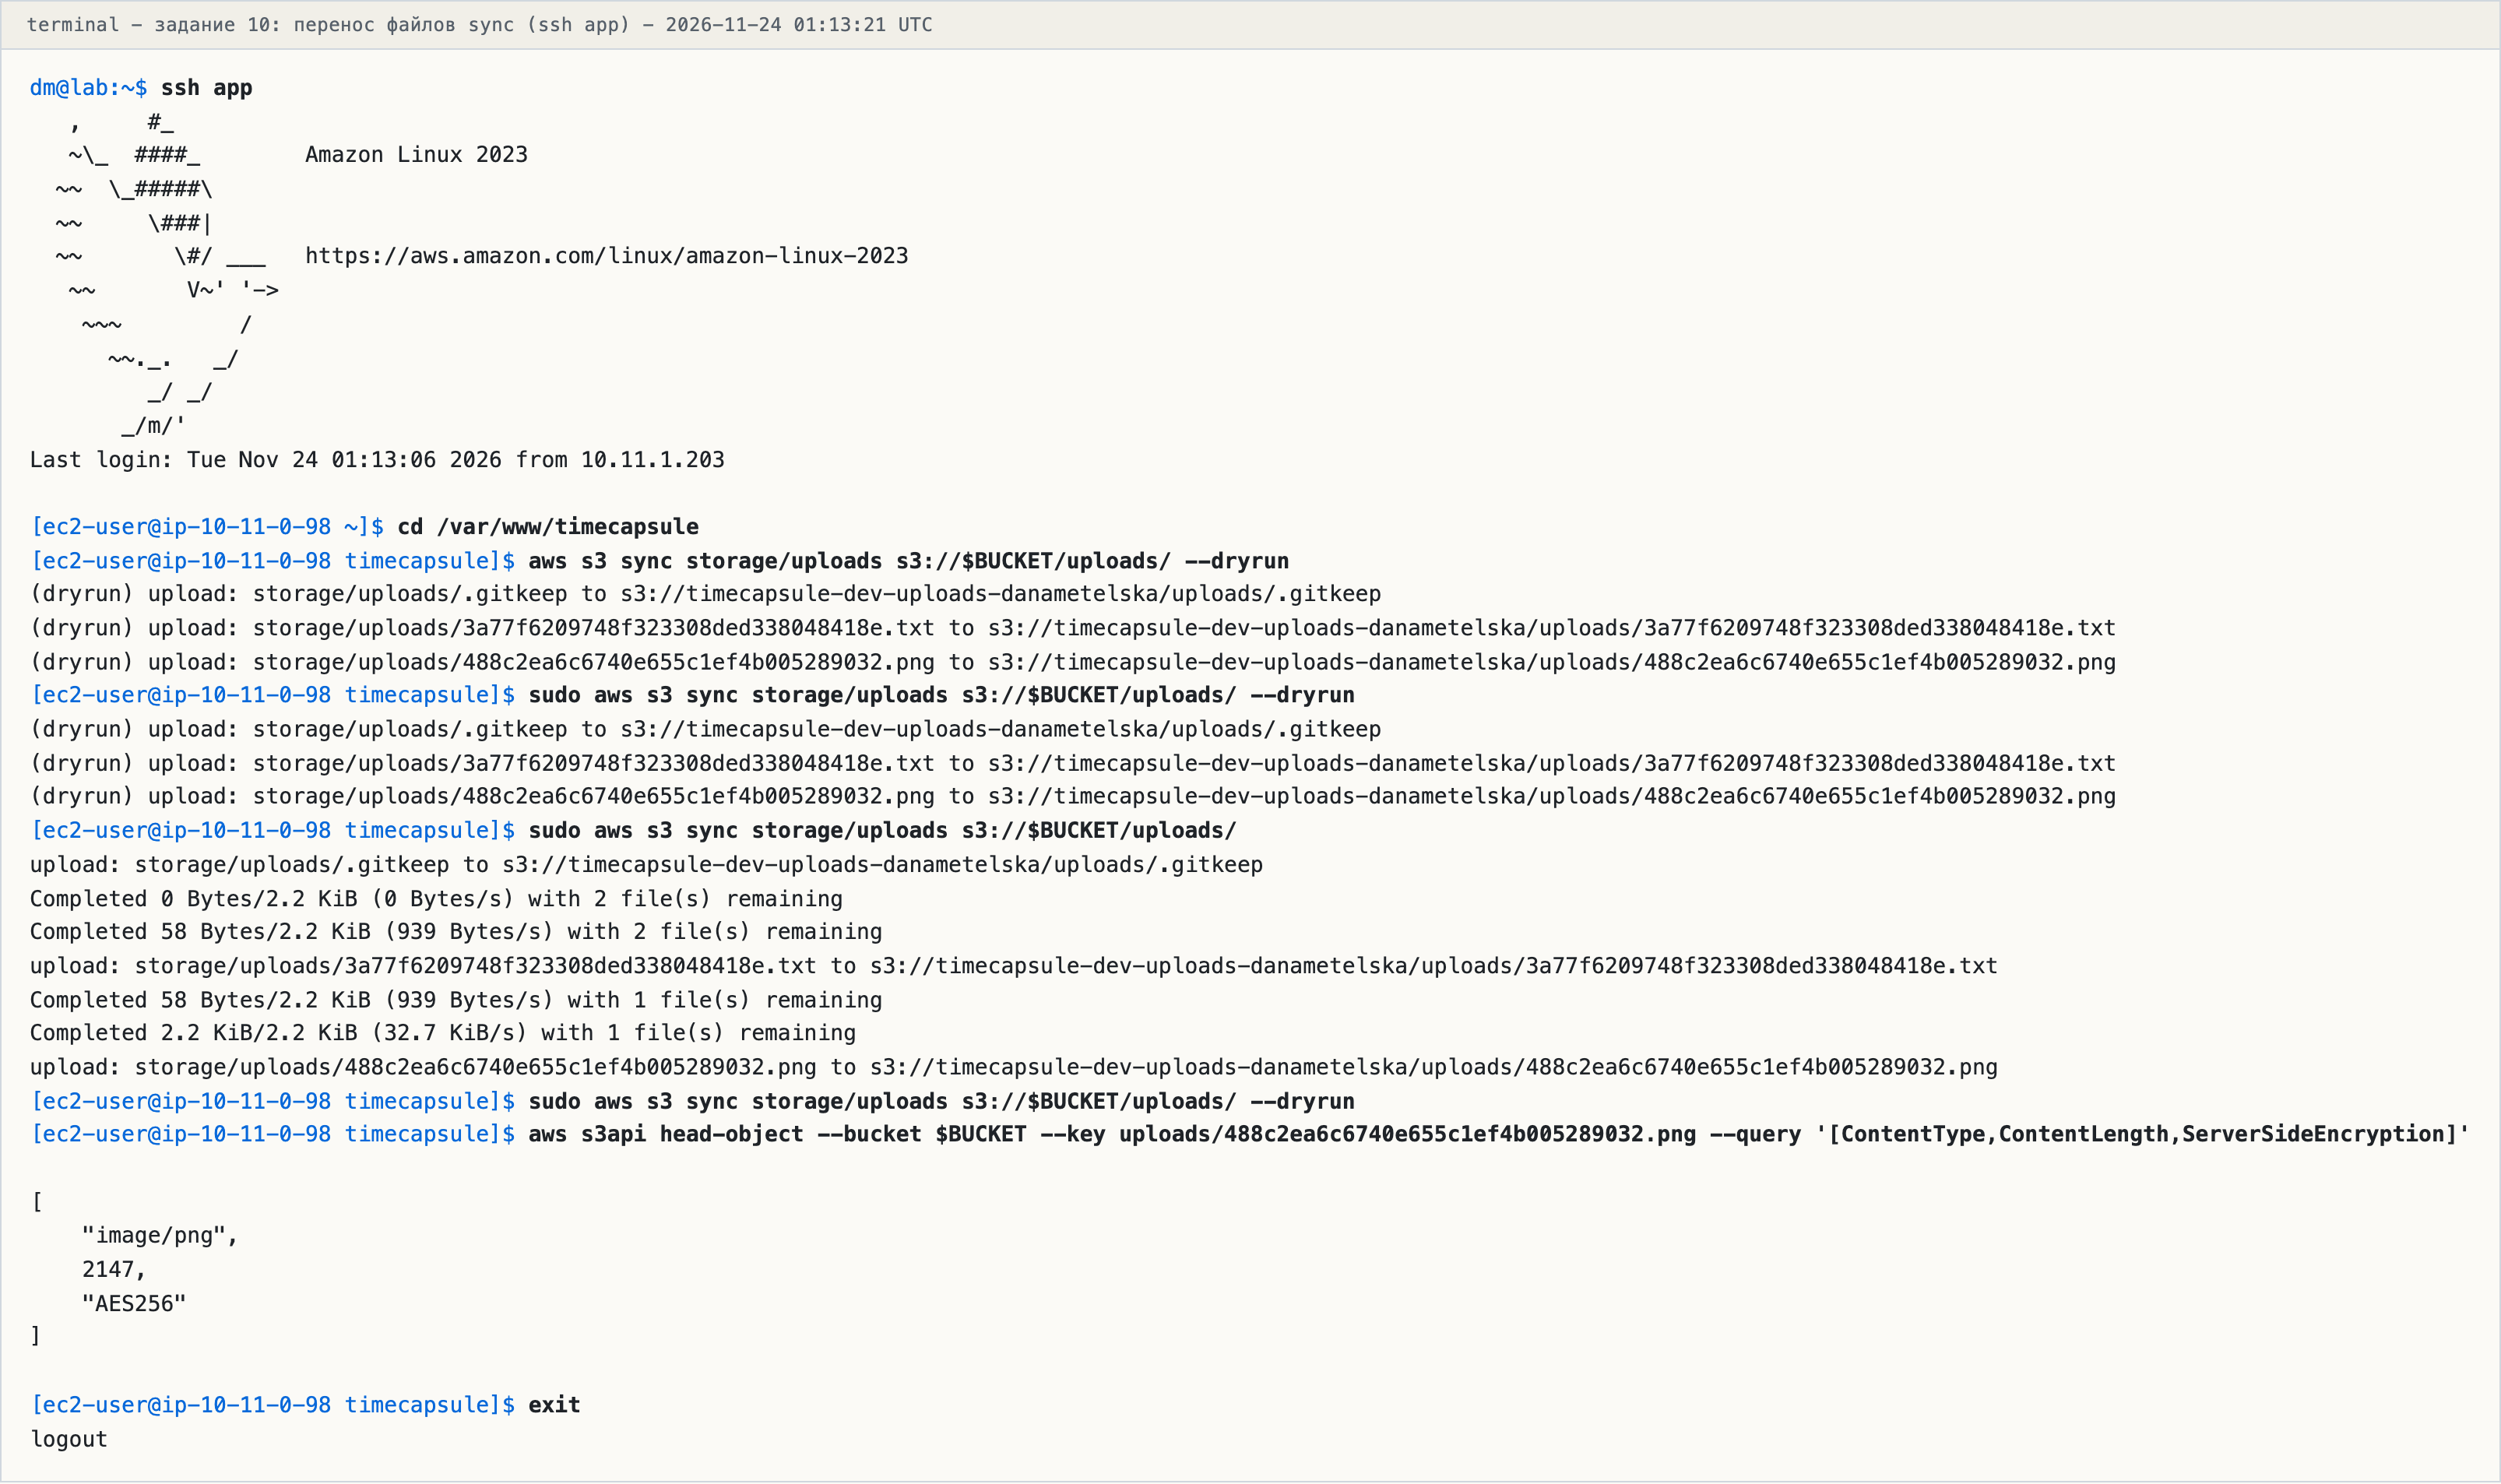 terminal — задание 10: перенос файлов sync (ssh app) — 2026-11-24 01:13:21 UTC
dm@lab:~$ ssh app
   ,     #_
   ~\_  ####_        Amazon Linux 2023
  ~~  \_#####\
  ~~     \###|
  ~~       \#/ ___   https://aws.amazon.com/linux/amazon-linux-2023
   ~~       V~' '->
    ~~~         /
      ~~._.   _/
         _/ _/
       _/m/'
Last login: Tue Nov 24 01:13:06 2026 from 10.11.1.203
[ec2-user@ip-10-11-0-98 ~]$ cd /var/www/timecapsule
[ec2-user@ip-10-11-0-98 timecapsule]$ aws s3 sync storage/uploads s3://$BUCKET/uploads/ --dryrun
(dryrun) upload: storage/uploads/.gitkeep to s3://timecapsule-dev-uploads-danametelska/uploads/.gitkeep
(dryrun) upload: storage/uploads/3a77f6209748f323308ded338048418e.txt to s3://timecapsule-dev-uploads-danametelska/uploads/3a77f6209748f323308ded338048418e.txt
(dryrun) upload: storage/uploads/488c2ea6c6740e655c1ef4b005289032.png to s3://timecapsule-dev-uploads-danametelska/uploads/488c2ea6c6740e655c1ef4b005289032.png
[ec2-user@ip-10-11-0-98 timecapsule]$ sudo aws s3 sync storage/uploads s3://$BUCKET/uploads/ --dryrun
(dryrun) upload: storage/uploads/.gitkeep to s3://timecapsule-dev-uploads-danametelska/uploads/.gitkeep
(dryrun) upload: storage/uploads/3a77f6209748f323308ded338048418e.txt to s3://timecapsule-dev-uploads-danametelska/uploads/3a77f6209748f323308ded338048418e.txt
(dryrun) upload: storage/uploads/488c2ea6c6740e655c1ef4b005289032.png to s3://timecapsule-dev-uploads-danametelska/uploads/488c2ea6c6740e655c1ef4b005289032.png
[ec2-user@ip-10-11-0-98 timecapsule]$ sudo aws s3 sync storage/uploads s3://$BUCKET/uploads/
upload: storage/uploads/.gitkeep to s3://timecapsule-dev-uploads-danametelska/uploads/.gitkeep
Completed 0 Bytes/2.2 KiB (0 Bytes/s) with 2 file(s) remaining
Completed 58 Bytes/2.2 KiB (939 Bytes/s) with 2 file(s) remaining
upload: storage/uploads/3a77f6209748f323308ded338048418e.txt to s3://timecapsule-dev-uploads-danametelska/uploads/3a77f6209748f323308ded338048418e.txt
Completed 58 Bytes/2.2 KiB (939 Bytes/s) with 1 file(s) remaining
Completed 2.2 KiB/2.2 KiB (32.7 KiB/s) with 1 file(s) remaining
upload: storage/uploads/488c2ea6c6740e655c1ef4b005289032.png to s3://timecapsule-dev-uploads-danametelska/uploads/488c2ea6c6740e655c1ef4b005289032.png
[ec2-user@ip-10-11-0-98 timecapsule]$ sudo aws s3 sync storage/uploads s3://$BUCKET/uploads/ --dryrun
[ec2-user@ip-10-11-0-98 timecapsule]$ aws s3api head-object --bucket $BUCKET --key uploads/488c2ea6c6740e655c1ef4b005289032.png --query '[ContentType,ContentLength,ServerSideEncryption]'
[
    "image/png",
    2147,
    "AES256"
]
[ec2-user@ip-10-11-0-98 timecapsule]$ exit
logout